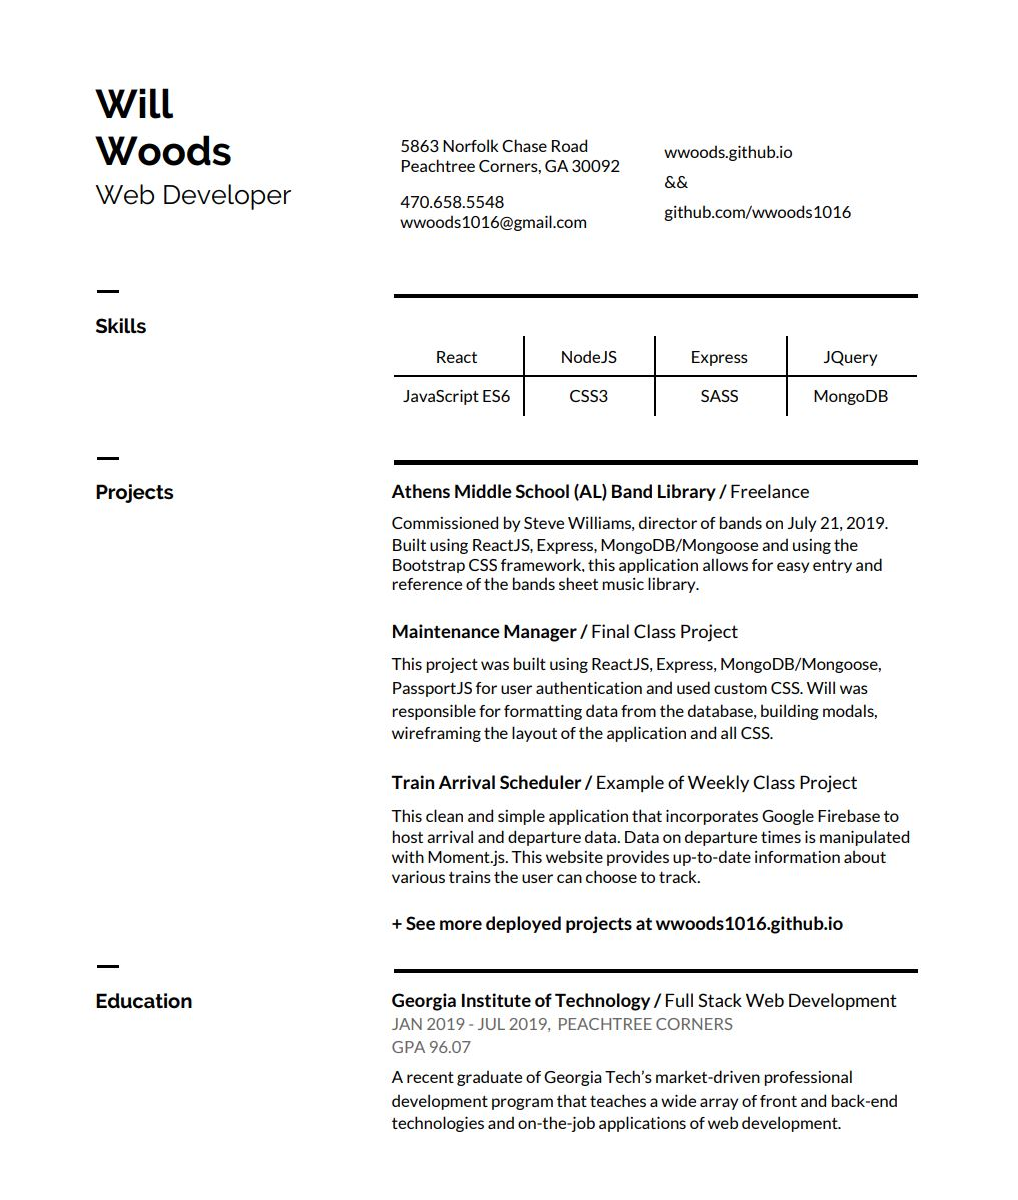 Will
Woods
Web Developer
5863 Norfolk Chase Road
Peachtree Corners, GA 30092
470.658.5548
wwoods1016@gmail.com
wwoods.github.io
&&
github.com/wwoods1016
Skills
React NodeJS Express JQuery
JavaScript ES6 CSS3 SASS MongoDB
Projects
Athens Middle School (AL) Band Library / Freelance
Commissioned by Steve Williams, director of bands on July 21, 2019.
Built using ReactJS, Express, MongoDB/Mongoose and using the
Bootstrap CSS framework, this application allows for easy entry and
reference of the bands sheet music library.
Maintenance Manager / Final Class Project
This project was built using ReactJS, Express, MongoDB/Mongoose,
PassportJS for user authentication and used custom CSS. Will was
responsible for formatting data from the database, building modals,
wireframing the layout of the application and all CSS.
Train Arrival Scheduler / Example of Weekly Class Project
This clean and simple application that incorporates Google Firebase to
host arrival and departure data. Data on departure times is manipulated
with Moment.js. This website provides up-to-date information about
various trains the user can choose to track.
+ See more deployed projects at wwoods1016.github.io
Education
Georgia Institute of Technology / Full Stack Web Development
JAN 2019 - JUL 2019, PEACHTREE CORNERS
GPA 96.07
A recent graduate of Georgia Tech’s market-driven professional
development program that teaches a wide array of front and back-end
technologies and on-the-job applications of web development.